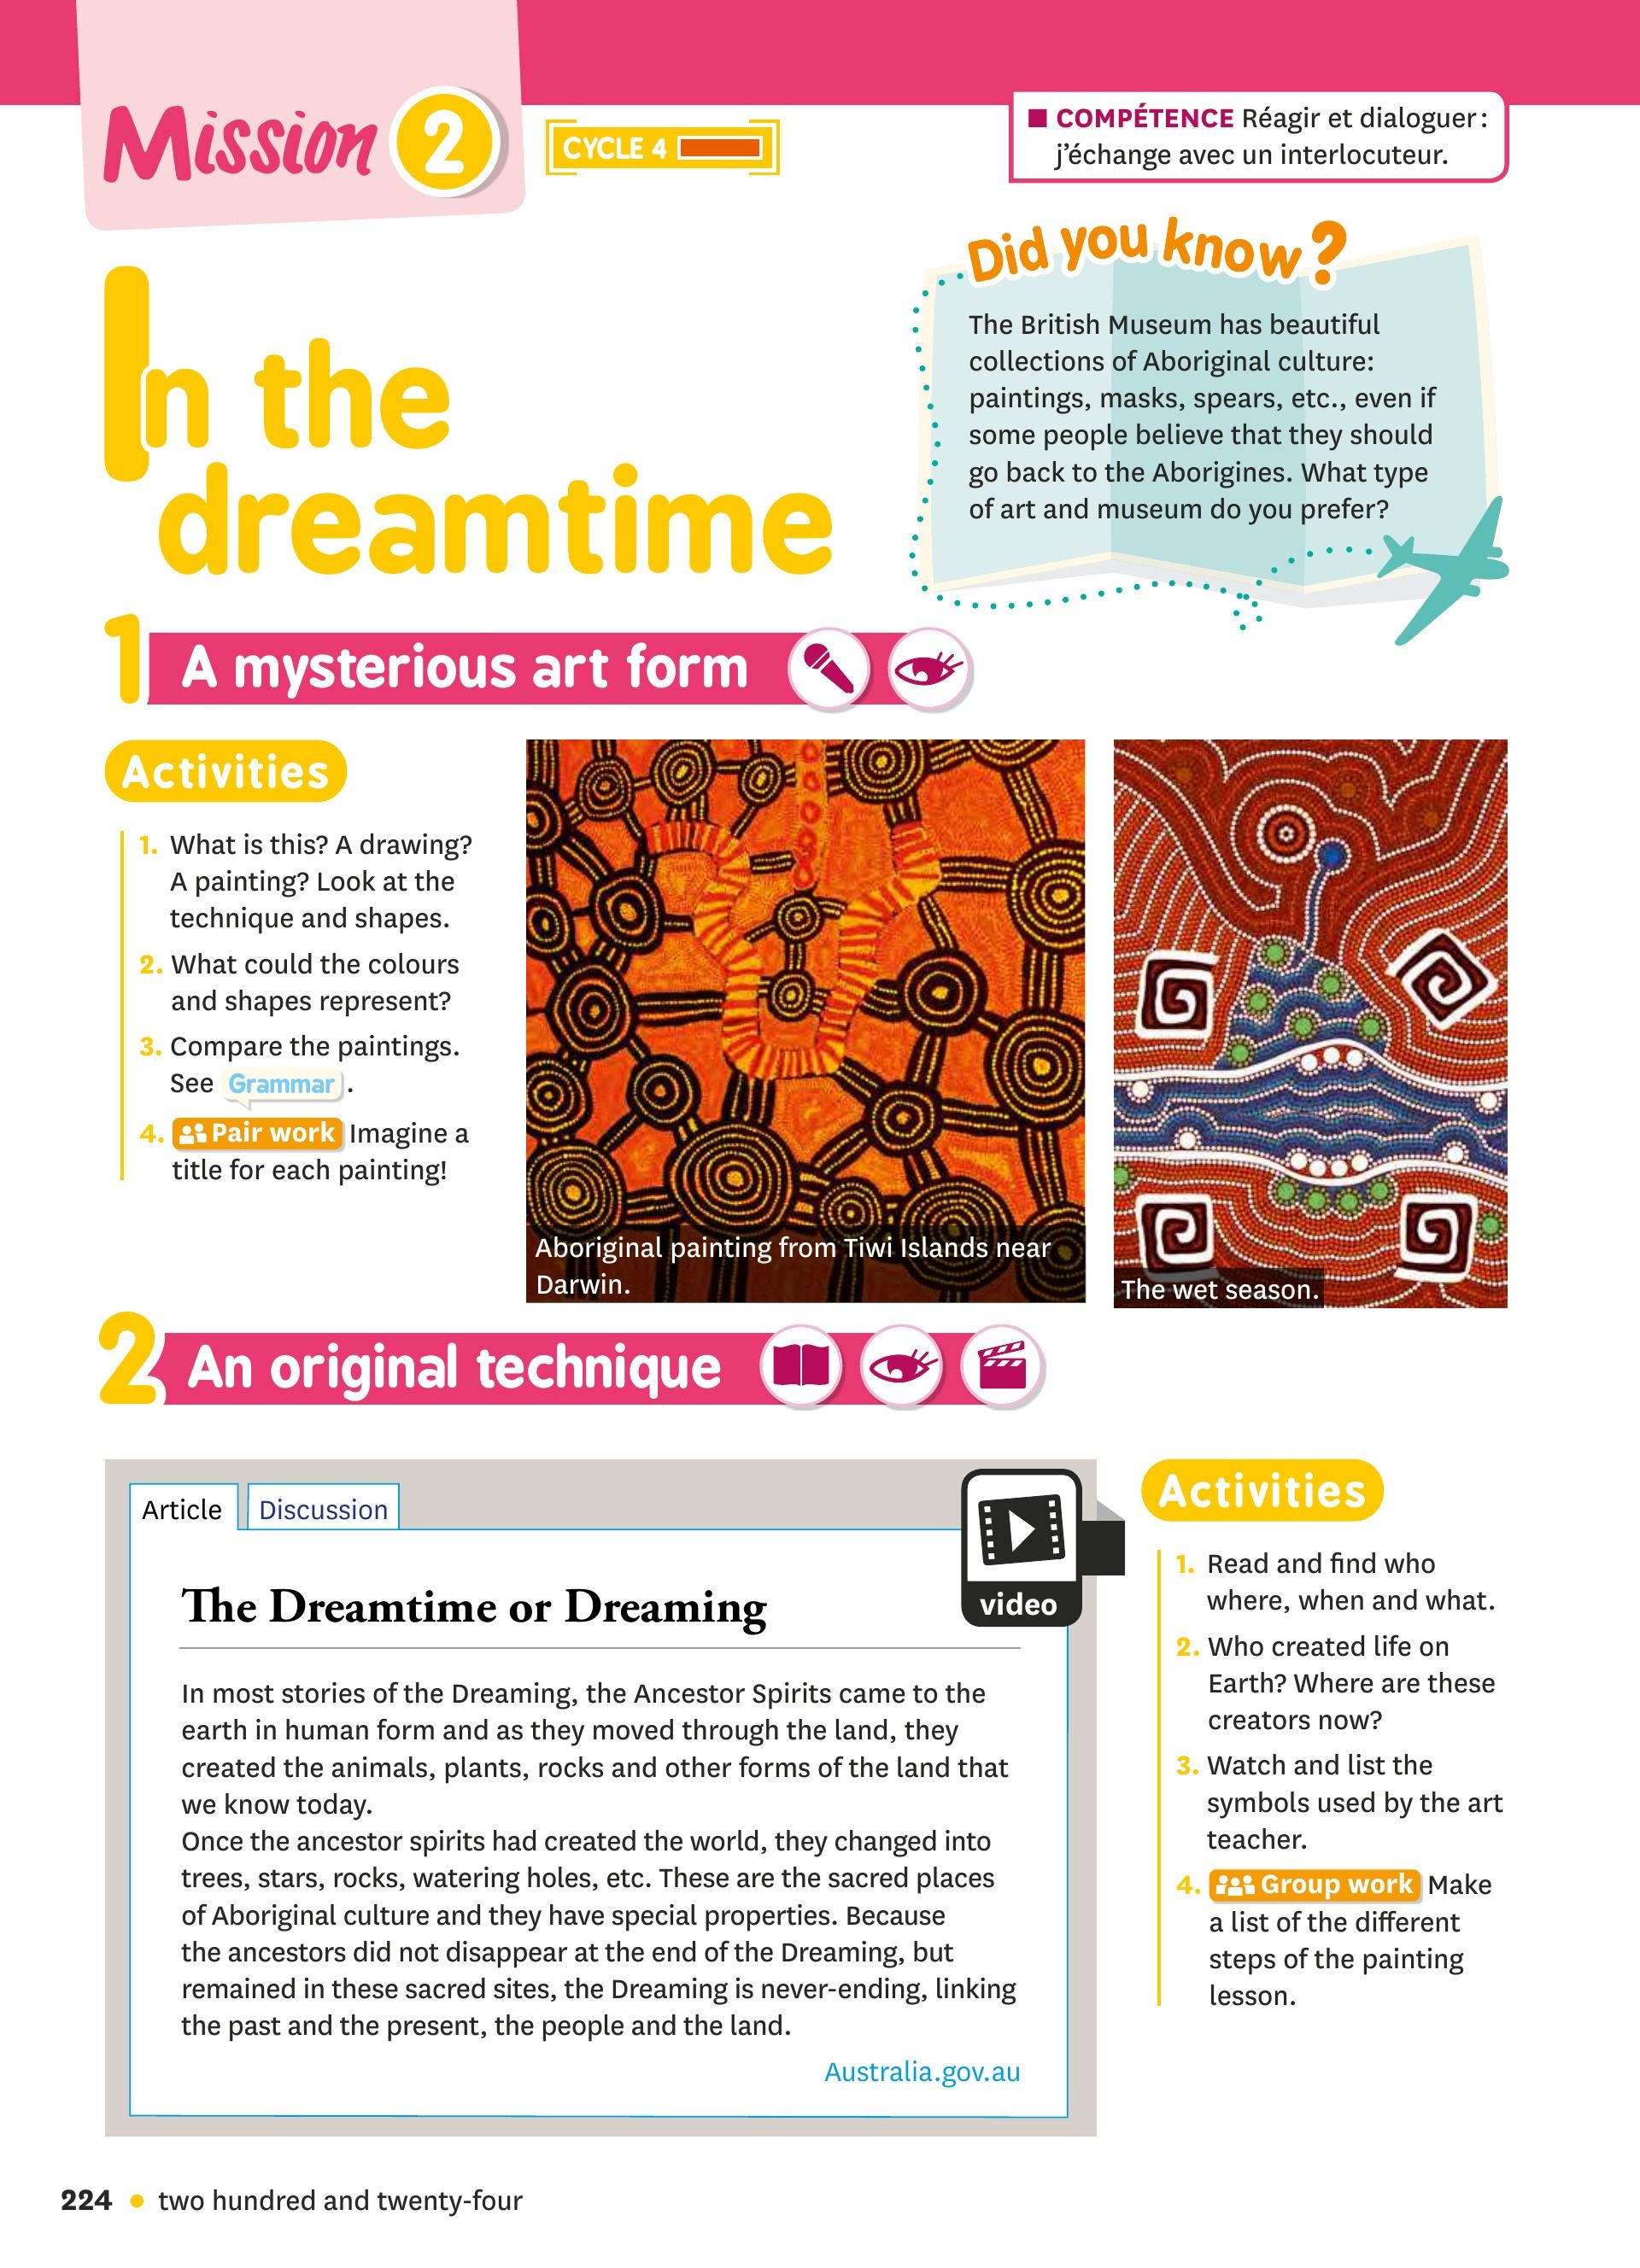 Mission 2
CYCLE 4
■ COMPÉTENCE Réagir et dialoguer :
j'échange avec un interlocuteur.
In the
dreamtime
Did you know?
The British Museum has beautiful
collections of Aboriginal culture:
paintings, masks, spears, etc., even if
some people believe that they should
go back to the Aborigines. What type
of art and museum do you prefer?
1 A mysterious art form
Activities
1. What is this? A drawing?
A painting? Look at the
technique and shapes.
2. What could the colours
and shapes represent?
3. Compare the paintings.
See Grammar.
4. Pair work Imagine a
title for each painting!
Aboriginal painting from Tiwi Islands near
Darwin.
The wet season.
2 An original technique
Article
Discussion
video
The Dreamtime or Dreaming
In most stories of the Dreaming, the Ancestor Spirits came to the
earth in human form and as they moved through the land, they
created the animals, plants, rocks and other forms of the land that
we know today.
Once the ancestor spirits had created the world, they changed into
trees, stars, rocks, watering holes, etc. These are the sacred places
of Aboriginal culture and they have special properties. Because
the ancestors did not disappear at the end of the Dreaming, but
remained in these sacred sites, the Dreaming is never-ending, linking
the past and the present, the people and the land.
Australia.gov.au
Activities
1. Read and find who
where, when and what.
2. Who created life on
Earth? Where are these
creators now?
3. Watch and list the
symbols used by the art
teacher.
4. Group work Make
a list of the different
steps of the painting
lesson.
224 • two hundred and twenty-four